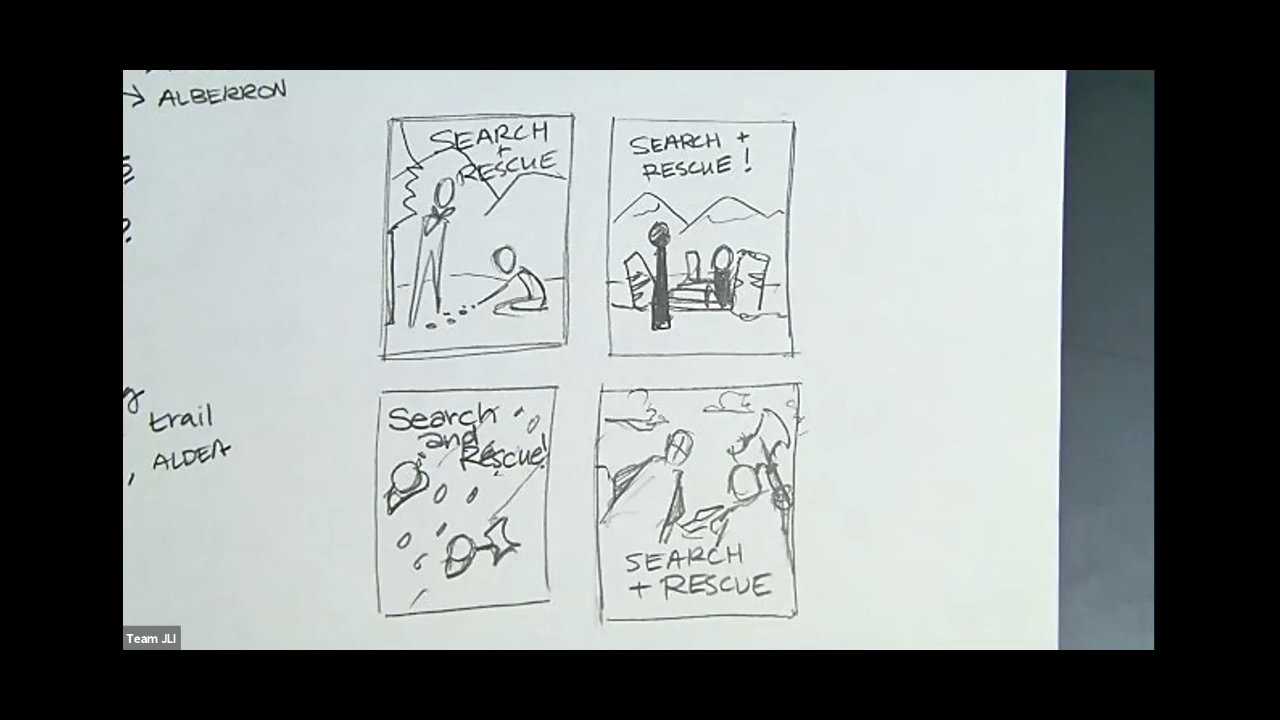 → ALBERRON
SEARCH
+
RESCUE
SEARCH +
RESCUE!
trail
, ALDEA
Search
and
Rescue!
SEARCH
+ RESCUE
Team JLI